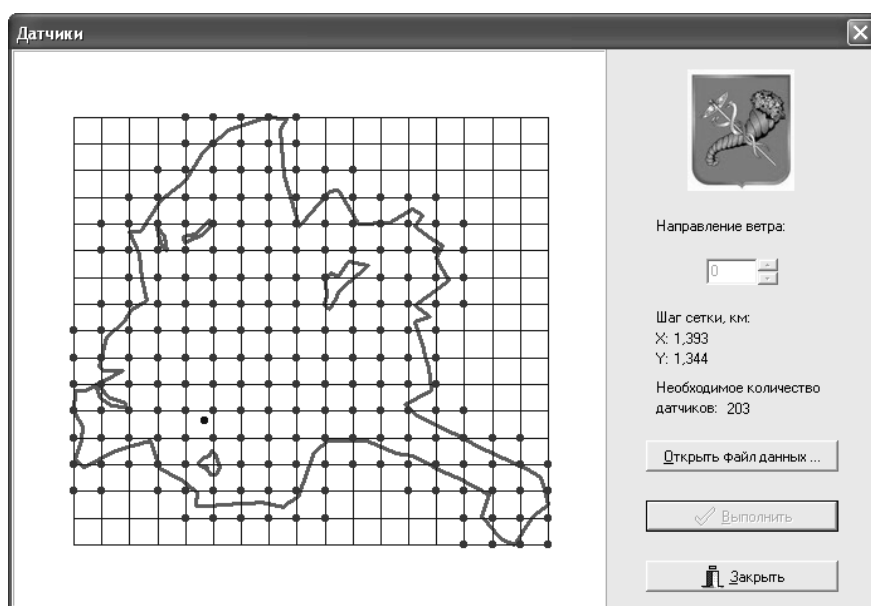 Датчики
Направление ветра:
0
Шаг сетки, км:
X: 1,393
Y: 1,344
Необходимое количество
датчиков: 203
Открыть файл данных ...
Выполнить
Закрыть